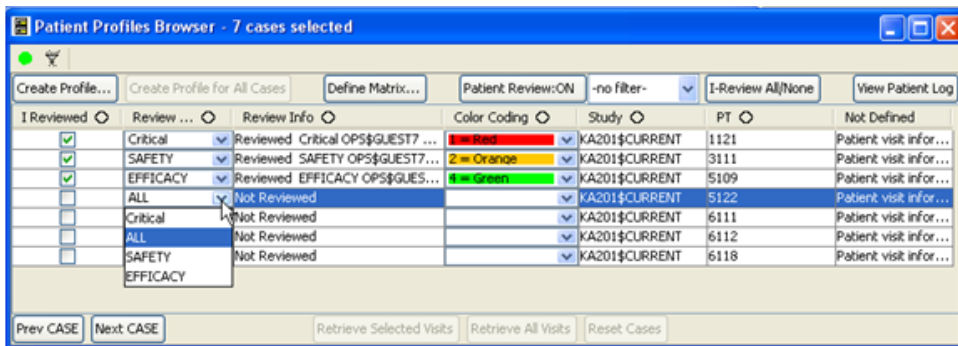 Patient Profiles Browser - 7 cases selected
Create Profile... Create Profile for All Cases Define Matrix... Patient Review:ON -no filter- I-Review All/None View Patient Log
I Reviewed Review ... Review Info Color Coding Study PT Not Defined
Critical Reviewed Critical OPS$GUEST7 ... 1 = Red KA201$CURRENT 1121 Patient visit infor...
SAFETY Reviewed SAFETY OPS$GUEST7... 2 = Orange KA201$CURRENT 3111 Patient visit infor...
EFFICACY Reviewed EFFICACY OPS$GUES... 4 = Green KA201$CURRENT 5109 Patient visit infor...
ALL Not Reviewed KA201$CURRENT 5122 Patient visit infor...
Critical Not Reviewed KA201$CURRENT 6111 Patient visit infor...
ALL Not Reviewed KA201$CURRENT 6112 Patient visit infor...
SAFETY Not Reviewed KA201$CURRENT 6118 Patient visit infor...
EFFICACY
Prev CASE Next CASE Retrieve Selected Visits Retrieve All Visits Reset Cases